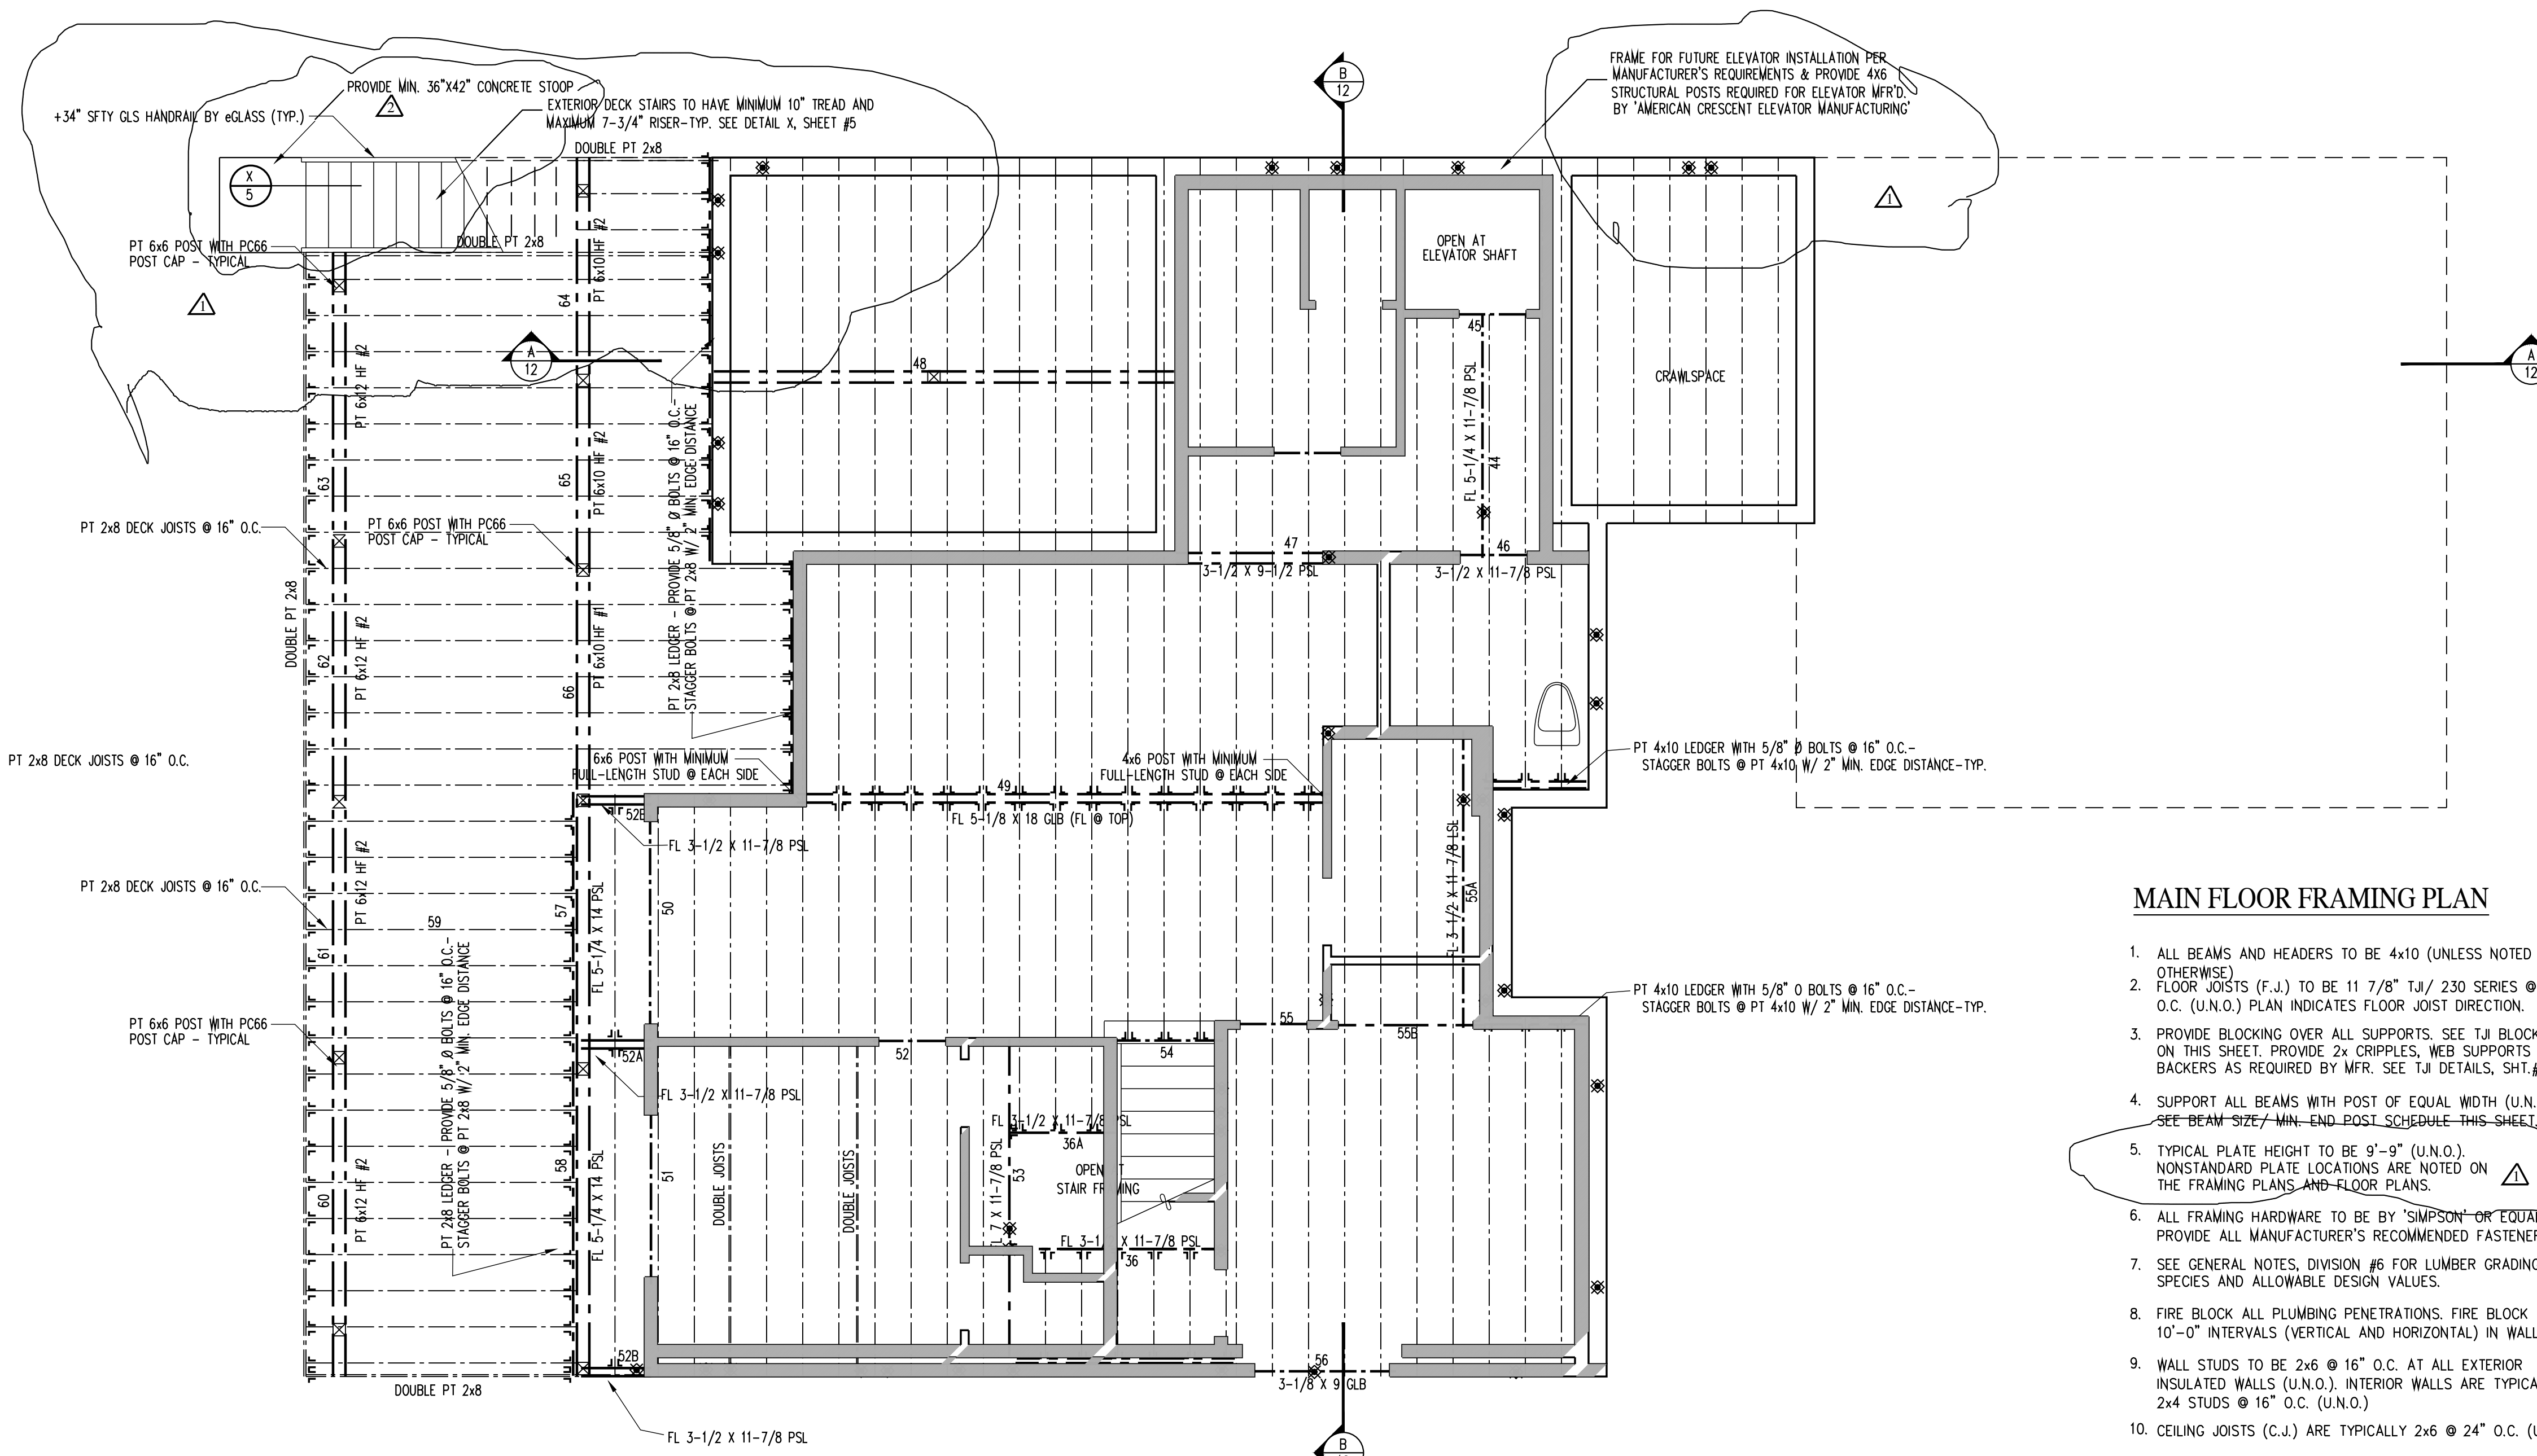 PROVIDE MIN. 36"X42" CONCRETE STOOP
2
+34" SFTY GLS HANDRAIL BY eGLASS (TYP.)
EXTERIOR DECK STAIRS TO HAVE MINIMUM 10" TREAD AND
MAXIMUM 7-3/4" RISER-TYP. SEE DETAIL X, SHEET #5
B
12
FRAME FOR FUTURE ELEVATOR INSTALLATION PER
MANUFACTURER'S REQUIREMENTS & PROVIDE 4X6
STRUCTURAL POSTS REQUIRED FOR ELEVATOR MFR'D.
BY 'AMERICAN CRESCENT ELEVATOR MANUFACTURING'
1
DOUBLE PT 2x8
X
5
DOUBLE PT 2x8
PT 6x6 POST WITH PC66
POST CAP - TYPICAL
1
64
PT 6x10 HF #2
A
12
63
PT 6x12 HF #2
65
PT 6x10 HF #2
48
OPEN AT
ELEVATOR SHAFT
45
FL 5-1/4 X 11-7/8 PSL
44
CRAWLSPACE
A
12
PT 2x8 LEDGER - PROVIDE 5/8" Ø BOLTS @ 16" O.C.-
STAGGER BOLTS @ PT 2x8 W/ 2" MIN. EDGE DISTANCE
PT 2x8 DECK JOISTS @ 16" O.C.
PT 6x6 POST WITH PC66
POST CAP - TYPICAL
47
3-1/2 X 9-1/2 PSL
46
3-1/2 X 11-7/8 PSL
DOUBLE PT 2x8
62
PT 6x12 HF #2
66
PT 6x10 HF #1
PT 2x8 DECK JOISTS @ 16" O.C.
6x6 POST WITH MINIMUM
FULL-LENGTH STUD @ EACH SIDE
4x6 POST WITH MINIMUM
FULL-LENGTH STUD @ EACH SIDE
49
FL 5-1/8 X 18 GLB (FL @ TOP)
PT 4x10 LEDGER WITH 5/8" Ø BOLTS @ 16" O.C.-
STAGGER BOLTS @ PT 4x10 W/ 2" MIN. EDGE DISTANCE-TYP.
FL 3-1/2 X 11-7/8 PSL
PT 2x8 DECK JOISTS @ 16" O.C.
61
PT 6x12 HF #2
59
57
FL 5-1/4 X 14 PSL
50
FL 3-1/2 X 11-7/8 LSL
55A
PT 2x8 LEDGER - PROVIDE 5/8" Ø BOLTS @ 16" O.C.-
STAGGER BOLTS @ PT 2x8 W/ 2" MIN. EDGE DISTANCE
PT 4x10 LEDGER WITH 5/8" O BOLTS @ 16" O.C.-
STAGGER BOLTS @ PT 4x10 W/ 2" MIN. EDGE DISTANCE-TYP.
PT 6x6 POST WITH PC66
POST CAP - TYPICAL
52A
52
54
55
55B
FL 3-1/2 X 11-7/8 PSL
60
PT 6x12 HF #2
58
FL 5-1/4 X 14 PSL
51
DOUBLE JOISTS
DOUBLE JOISTS
53
FL 3-1/2 X 11-7/8 PSL
36A
36
52B
56
3-1/8 X 9 GLB
DOUBLE PT 2x8
FL 3-1/2 X 11-7/8 PSL
B
MAIN FLOOR FRAMING PLAN
1. ALL BEAMS AND HEADERS TO BE 4x10 (UNLESS NOTED
OTHERWISE)
2. FLOOR JOISTS (F.J.) TO BE 11 7/8" TJI/ 230 SERIES @
O.C. (U.N.O.) PLAN INDICATES FLOOR JOIST DIRECTION.
3. PROVIDE BLOCKING OVER ALL SUPPORTS. SEE TJI BLOCK
ON THIS SHEET. PROVIDE 2x CRIPPLES, WEB SUPPORTS
BACKERS AS REQUIRED BY MFR. SEE TJI DETAILS, SHT.#
4. SUPPORT ALL BEAMS WITH POST OF EQUAL WIDTH (U.N.
SEE BEAM SIZE/ MIN. END POST SCHEDULE THIS SHEET.
5. TYPICAL PLATE HEIGHT TO BE 9'-9" (U.N.O.).
NONSTANDARD PLATE LOCATIONS ARE NOTED ON
THE FRAMING PLANS AND FLOOR PLANS.
1
6. ALL FRAMING HARDWARE TO BE BY 'SIMPSON' OR EQUAL
PROVIDE ALL MANUFACTURER'S RECOMMENDED FASTENE
7. SEE GENERAL NOTES, DIVISION #6 FOR LUMBER GRADING
SPECIES AND ALLOWABLE DESIGN VALUES.
8. FIRE BLOCK ALL PLUMBING PENETRATIONS. FIRE BLOCK
10'-0" INTERVALS (VERTICAL AND HORIZONTAL) IN WALL
9. WALL STUDS TO BE 2x6 @ 16" O.C. AT ALL EXTERIOR
INSULATED WALLS (U.N.O.). INTERIOR WALLS ARE TYPICA
2x4 STUDS @ 16" O.C. (U.N.O.)
10. CEILING JOISTS (C.J.) ARE TYPICALLY 2x6 @ 24" O.C.